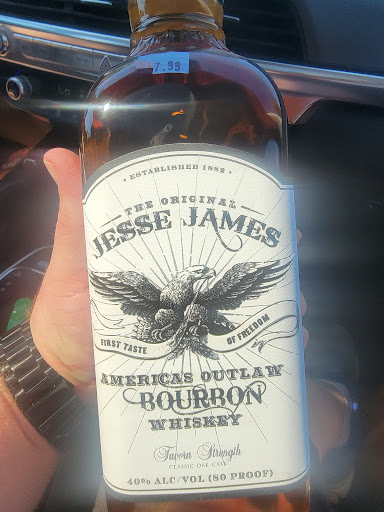 7.99
• ESTABLISHED 1882 •
THE ORIGINAL
JESSE JAMES
FIRST TASTE OF FREEDOM
AMERICAS OUTLAW
BOURBON
WHISKEY
Tavern Strength
CLASSIC OAK CASK
40% ALC/VOL (80 PROOF)